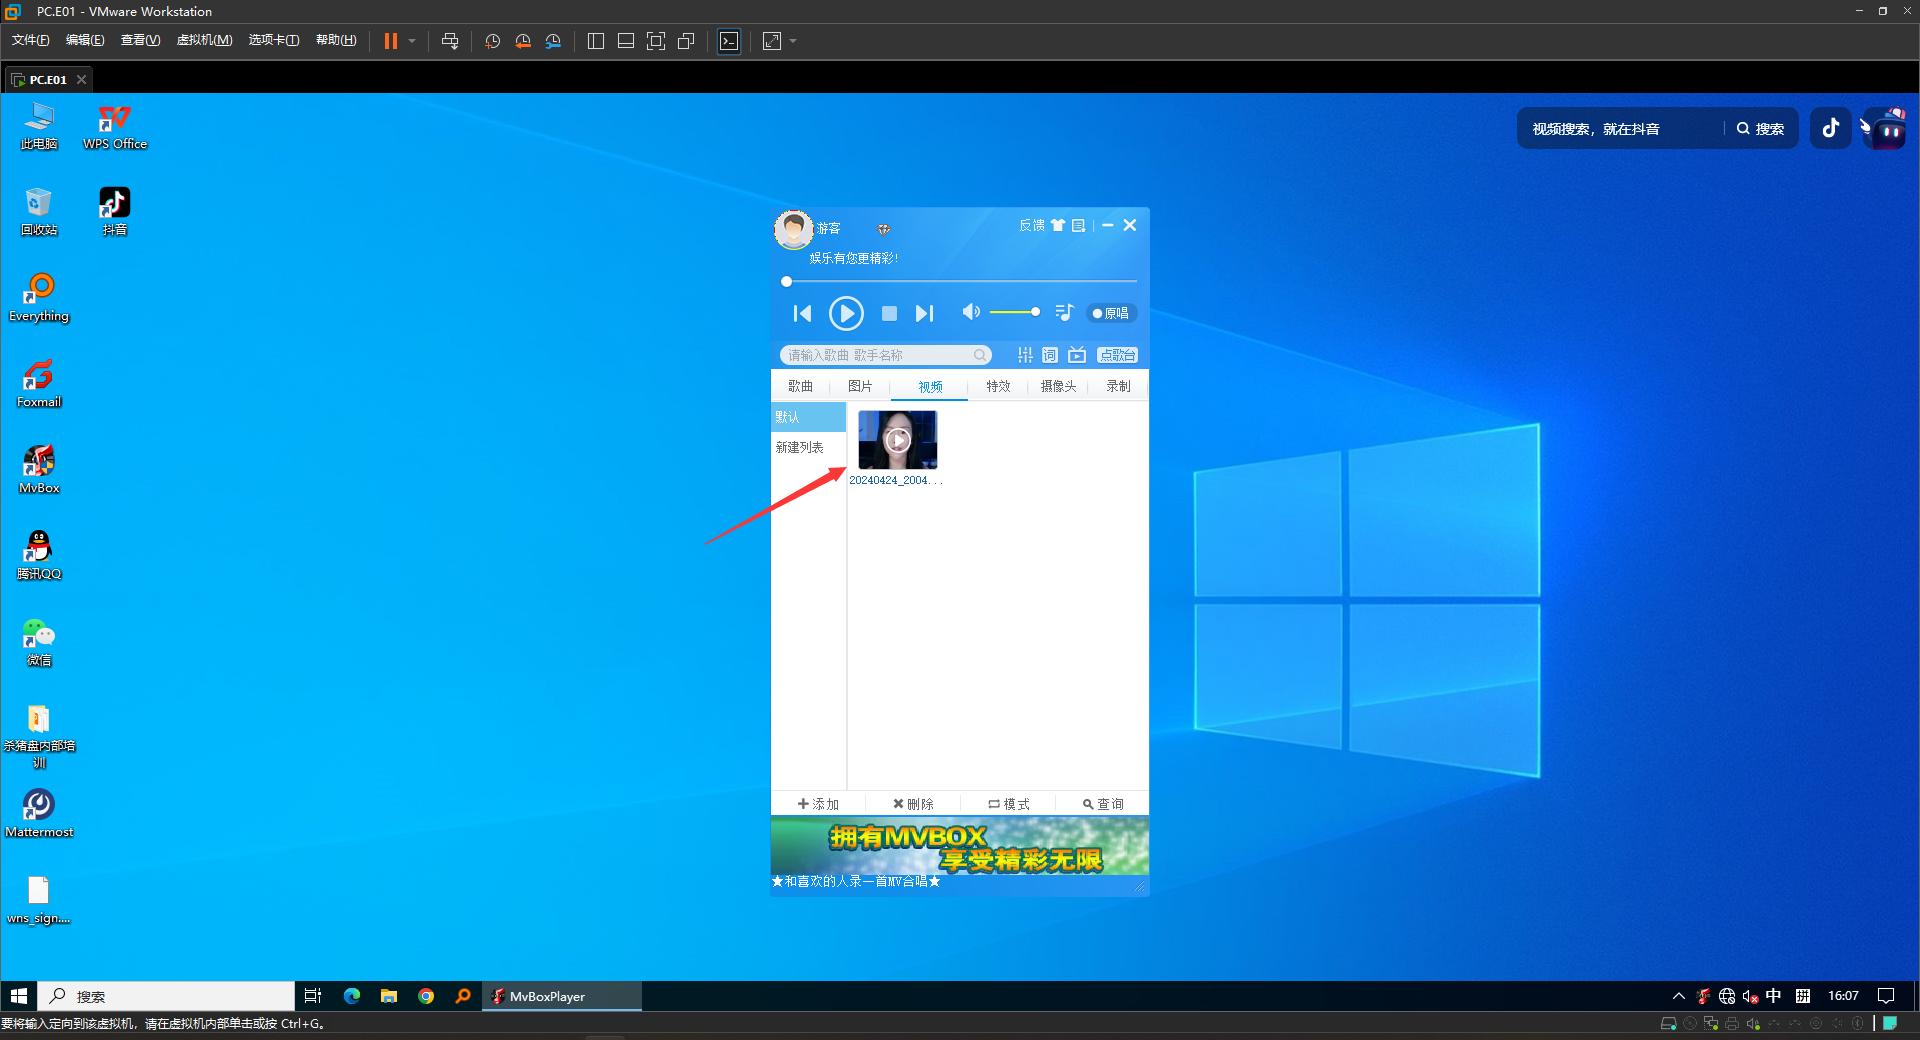 PC.E01 - VMware Workstation
文件(F) 编辑(E) 查看(V) 虚拟机(M) 选项卡(T) 帮助(H)
PC.E01
此电脑
WPS Office
回收站
抖音
Everything
Foxmail
MvBox
腾讯QQ
微信
杀猪盘内部培
训
Mattermost
wns_sign....
视频搜索，就在抖音
搜索
游客
反馈
娱乐有您更精彩!
原唱
请输入歌曲 歌手名称
词
点歌台
歌曲 图片 视频 特效 摄像头 录制
默认
新建列表
20240424_2004...
添加 删除 模式 查询
拥有MVBOX
享受精彩无限
★和喜欢的人录一首MV合唱★
搜索
MvBoxPlayer
中
拼
16:07
要将输入定向到该虚拟机，请在虚拟机内部单击或按 Ctrl+G。